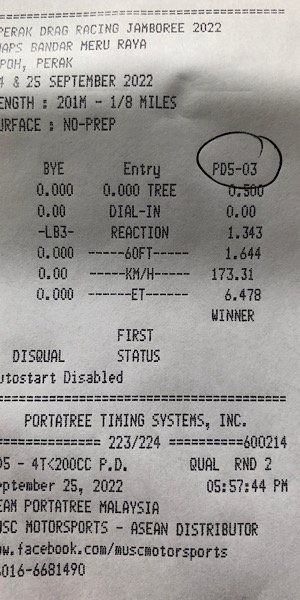 ==============================
PERAK DRAG RACING JAMBOREE 2022
APS BANDAR MERU RAYA
POH, PERAK
4 & 25 SEPTEMBER 2022
ENGTH : 201M - 1/8 MILES
URFACE : NO-PREP
BYE Entry PD5-03
0.000 0.000 TREE 0.500
0.00 DIAL-IN 0.00
-LB3- REACTION 1.343
0.000 ------60FT------ 1.644
0.00 ------KM/H----- 173.31
0.000 -------ET------- 6.478
WINNER
FIRST
DISQUAL STATUS
utostart Disabled
==============================
PORTATREE TIMING SYSTEMS, INC.
============== 223/224 ===========600214
D5 - 4T<200CC P.D. QUAL RND 2
eptember 25, 2022 05:57:44 PM
EAM PORTATREE MALAYSIA
USC MOTORSPORTS - ASEAN DISTRIBUTOR
w.facebook.com/muscmotorsports
016-6681490